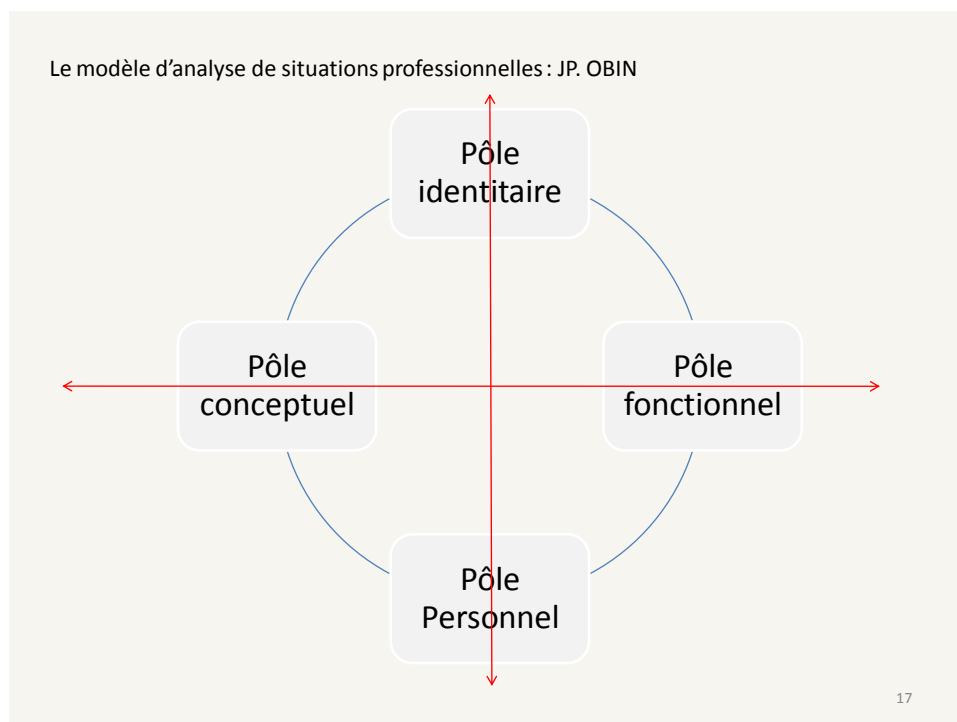 Le modèle d'analyse de situations professionnelles : JP. OBIN
Pôle
identitaire
Pôle
conceptuel
Pôle
fonctionnel
Pôle
Personnel
17